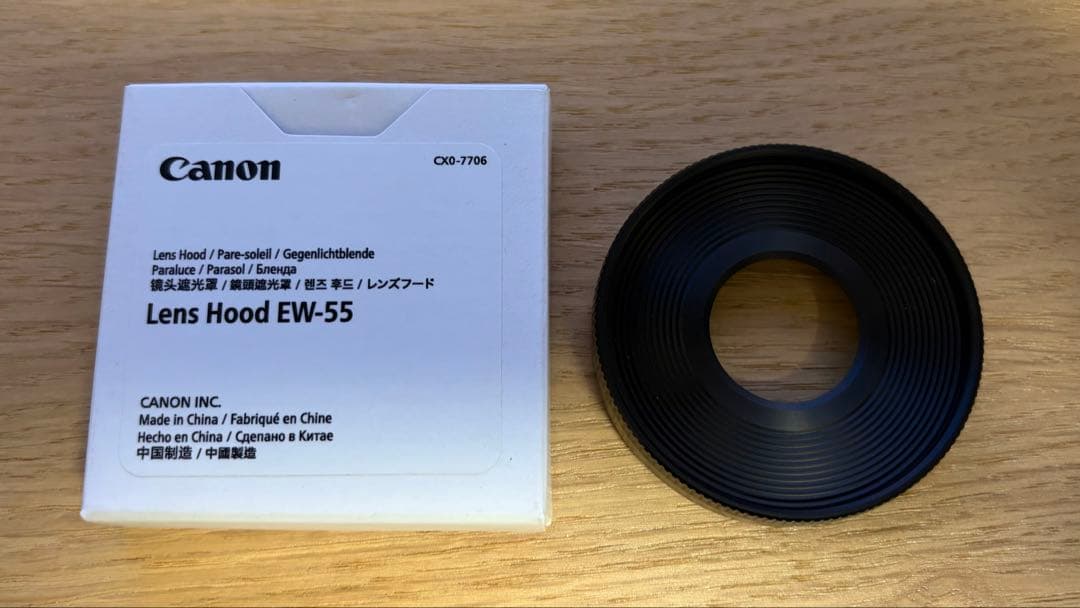 Canon
CX0-7706
Lens Hood / Pare-soleil / Gegenlichtblende
Paraluce / Parasol / Бленда
镜头遮光罩 / 鏡頭遮光罩 / 렌즈 후드 / レンズフード
Lens Hood EW-55
CANON INC.
Made in China / Fabriqué en Chine
Hecho en China / Сделано в Китае
中国制造 / 中國製造